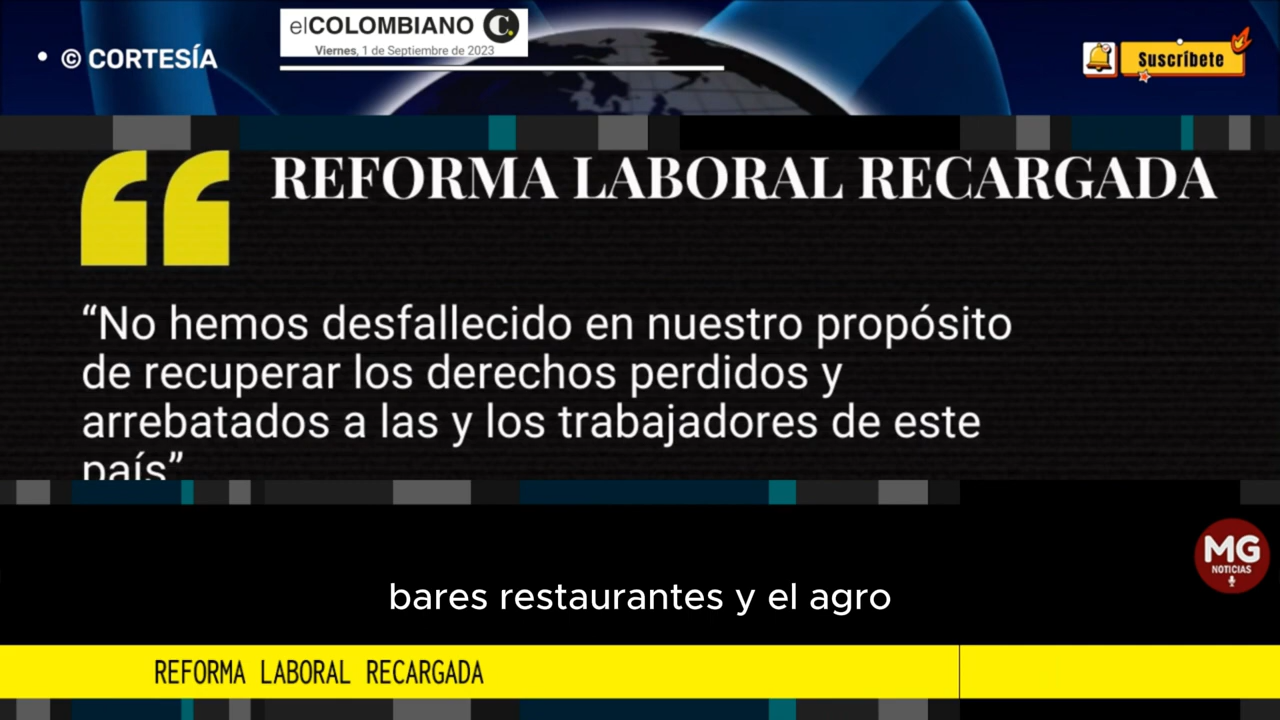 elCOLOMBIANO C.
Viernes, 1 de Septiembre de 2023
• © CORTESÍA
Suscríbete
REFORMA LABORAL RECARGADA
“No hemos desfallecido en nuestro propósito
de recuperar los derechos perdidos y
arrebatados a las y los trabajadores de este
país”
MG
NOTICIAS
bares restaurantes y el agro
REFORMA LABORAL RECARGADA